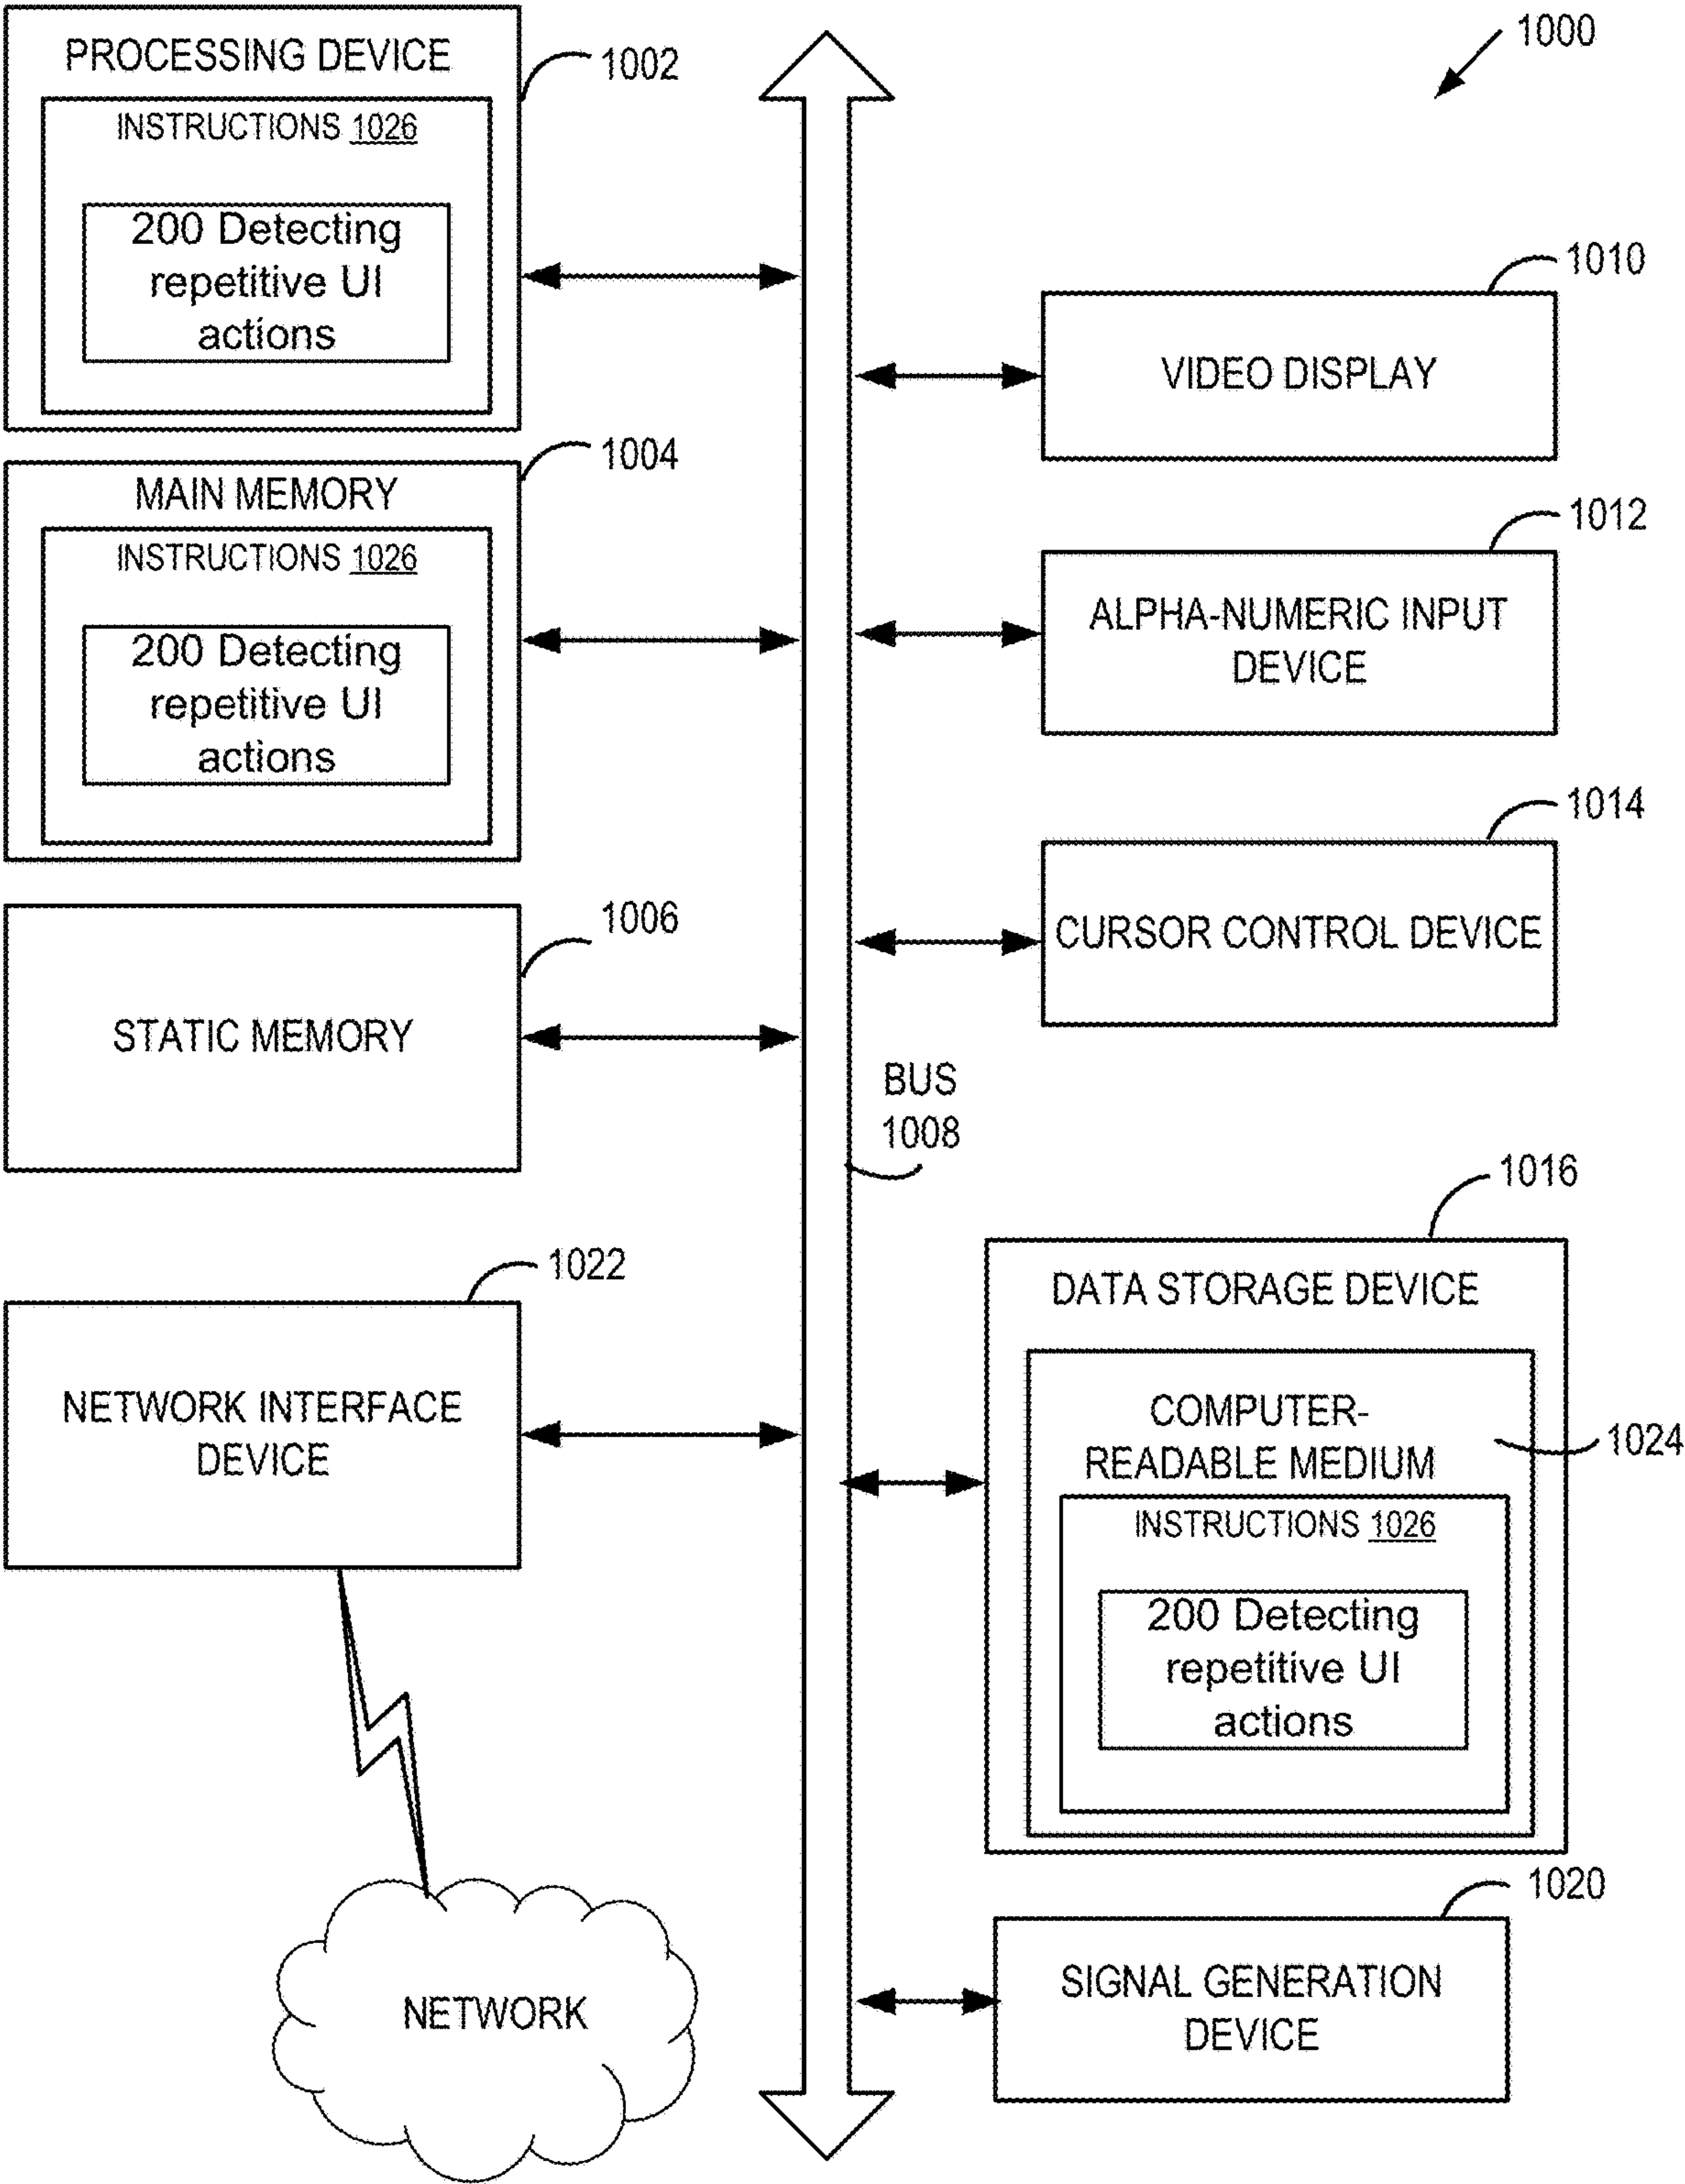 1000
PROCESSING DEVICE
1002
INSTRUCTIONS 1026
200 Detecting
repetitive UI
actions
1004
MAIN MEMORY
INSTRUCTIONS 1026
200 Detecting
repetitive UI
actions
1006
STATIC MEMORY
1022
NETWORK INTERFACE
DEVICE
NETWORK
BUS
1008
1010
VIDEO DISPLAY
1012
ALPHA-NUMERIC INPUT
DEVICE
1014
CURSOR CONTROL DEVICE
1016
DATA STORAGE DEVICE
COMPUTER-
READABLE MEDIUM
1024
INSTRUCTIONS 1026
200 Detecting
repetitive UI
actions
1020
SIGNAL GENERATION
DEVICE